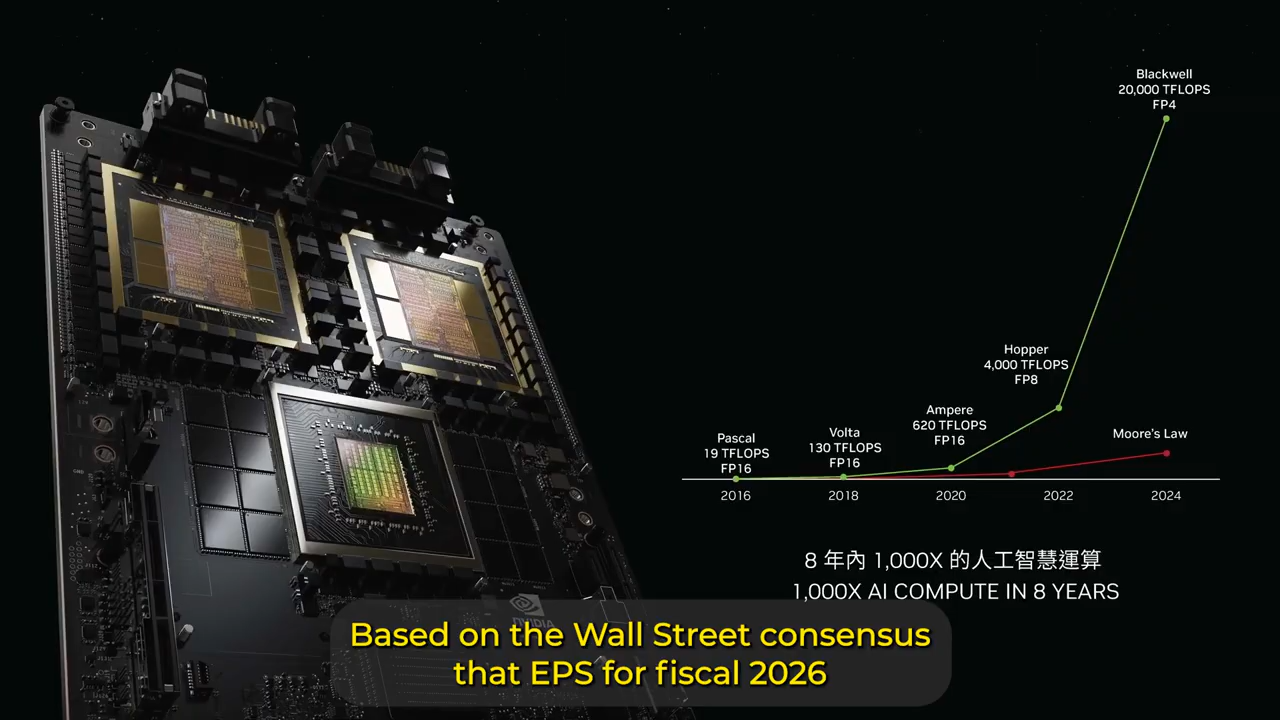 Blackwell
20,000 TFLOPS
FP4
Hopper
4,000 TFLOPS
FP8
Ampere
620 TFLOPS
FP16
Volta
130 TFLOPS
FP16
Pascal
19 TFLOPS
FP16
Moore's Law
2016
2018
2020
2022
2024
8 年內 1,000X 的人工智慧運算
1,000X AI COMPUTE IN 8 YEARS
NVIDIA
Based on the Wall Street consensus
that EPS for fiscal 2026